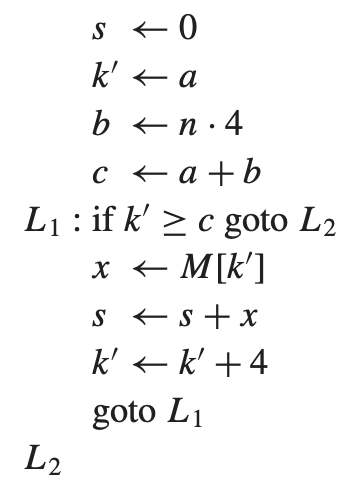 s ← 0
k′ ← a
b ← n · 4
c ← a + b
L₁ : if k′ ≥ c goto L₂
x ← M[k′]
s ← s + x
k′ ← k′ + 4
goto L₁
L₂